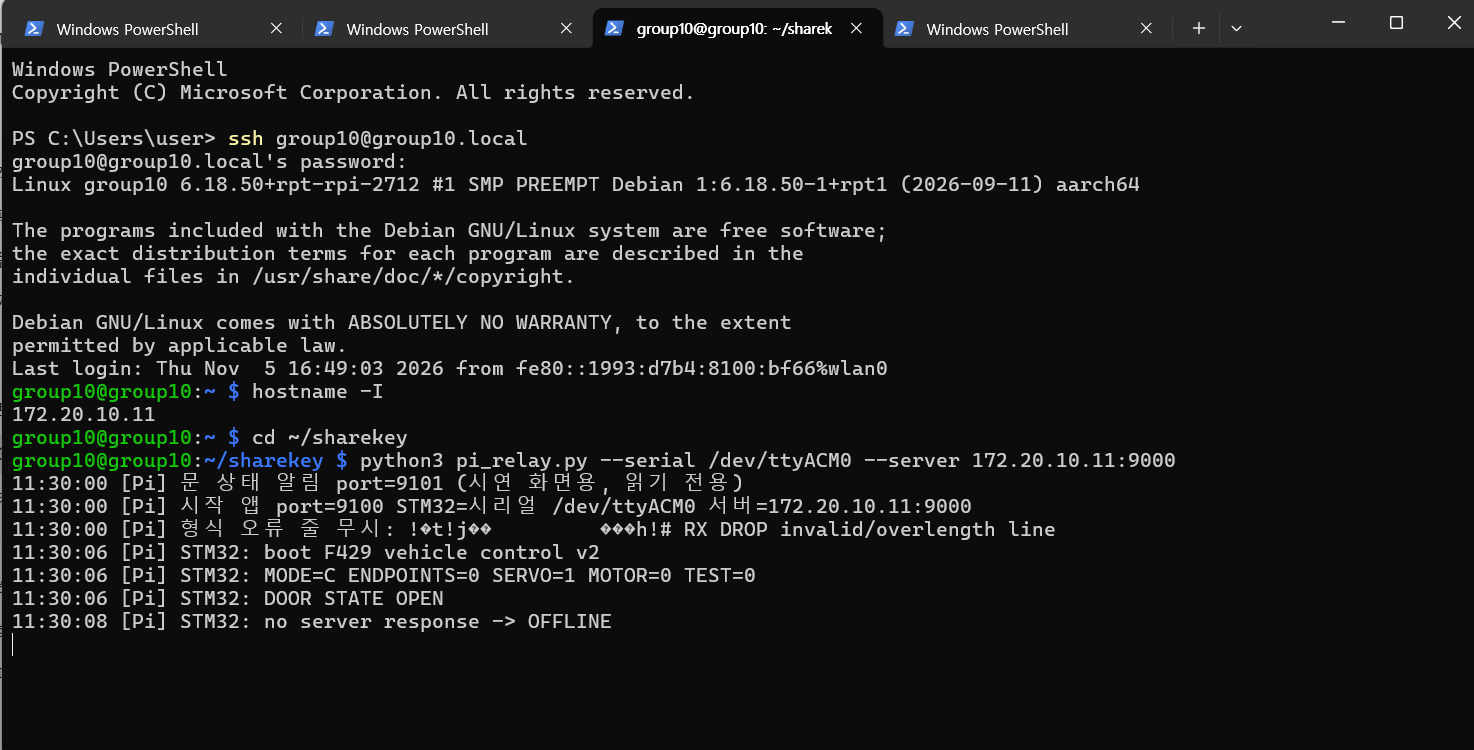 Windows PowerShell
Windows PowerShell
group10@group10: ~/sharek
Windows PowerShell
Windows PowerShell
Copyright (C) Microsoft Corporation. All rights reserved.
PS C:\Users\user> ssh group10@group10.local
group10@group10.local's password:
Linux group10 6.18.50+rpt-rpi-2712 #1 SMP PREEMPT Debian 1:6.18.50-1+rpt1 (2026-09-11) aarch64
The programs included with the Debian GNU/Linux system are free software;
the exact distribution terms for each program are described in the
individual files in /usr/share/doc/*/copyright.
Debian GNU/Linux comes with ABSOLUTELY NO WARRANTY, to the extent
permitted by applicable law.
Last login: Thu Nov  5 16:49:03 2026 from fe80::1993:d7b4:8100:bf66%wlan0
group10@group10:~ $ hostname -I
172.20.10.11
group10@group10:~ $ cd ~/sharekey
group10@group10:~/sharekey $ python3 pi_relay.py --serial /dev/ttyACM0 --server 172.20.10.11:9000
11:30:00 [Pi] 문 상태 알림 port=9101 (시연 화면용, 읽기 전용)
11:30:00 [Pi] 시작 앱 port=9100 STM32=시리얼 /dev/ttyACM0 서버=172.20.10.11:9000
11:30:00 [Pi] 형식 오류 줄 무시: !�t!j��         ���h!# RX DROP invalid/overlength line
11:30:06 [Pi] STM32: boot F429 vehicle control v2
11:30:06 [Pi] STM32: MODE=C ENDPOINTS=0 SERVO=1 MOTOR=0 TEST=0
11:30:06 [Pi] STM32: DOOR STATE OPEN
11:30:08 [Pi] STM32: no server response -> OFFLINE